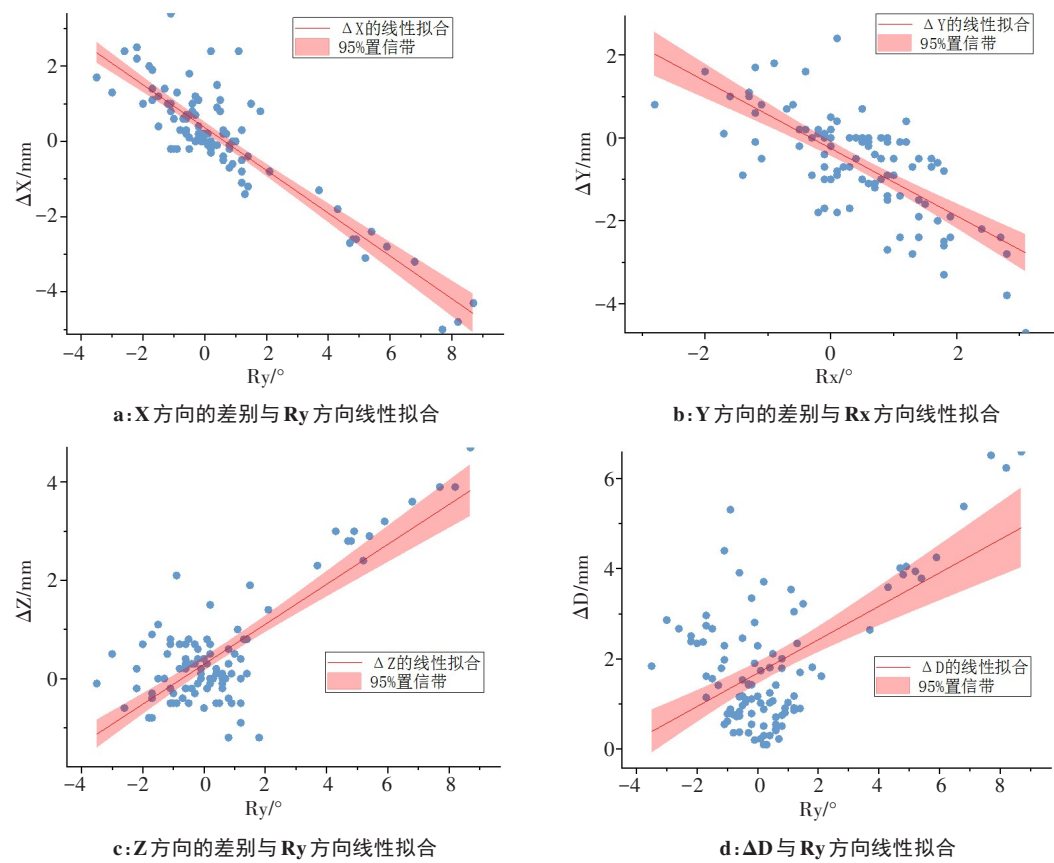 ΔX的线性拟合
95%置信带
ΔX/mm
2
0
−2
−4
−4 −2 0 2 4 6 8
Ry/°
a:X方向的差别与Ry方向线性拟合
ΔY的线性拟合
95%置信带
ΔY/mm
2
0
−2
−4
−2 0 2
Rx/°
b:Y方向的差别与Rx方向线性拟合
ΔZ/mm
4
2
0
ΔZ的线性拟合
95%置信带
−4 −2 0 2 4 6 8
Ry/°
c:Z方向的差别与Ry方向线性拟合
ΔD/mm
6
4
2
0
ΔD的线性拟合
95%置信带
−4 −2 0 2 4 6 8
Ry/°
d:ΔD与Ry方向线性拟合